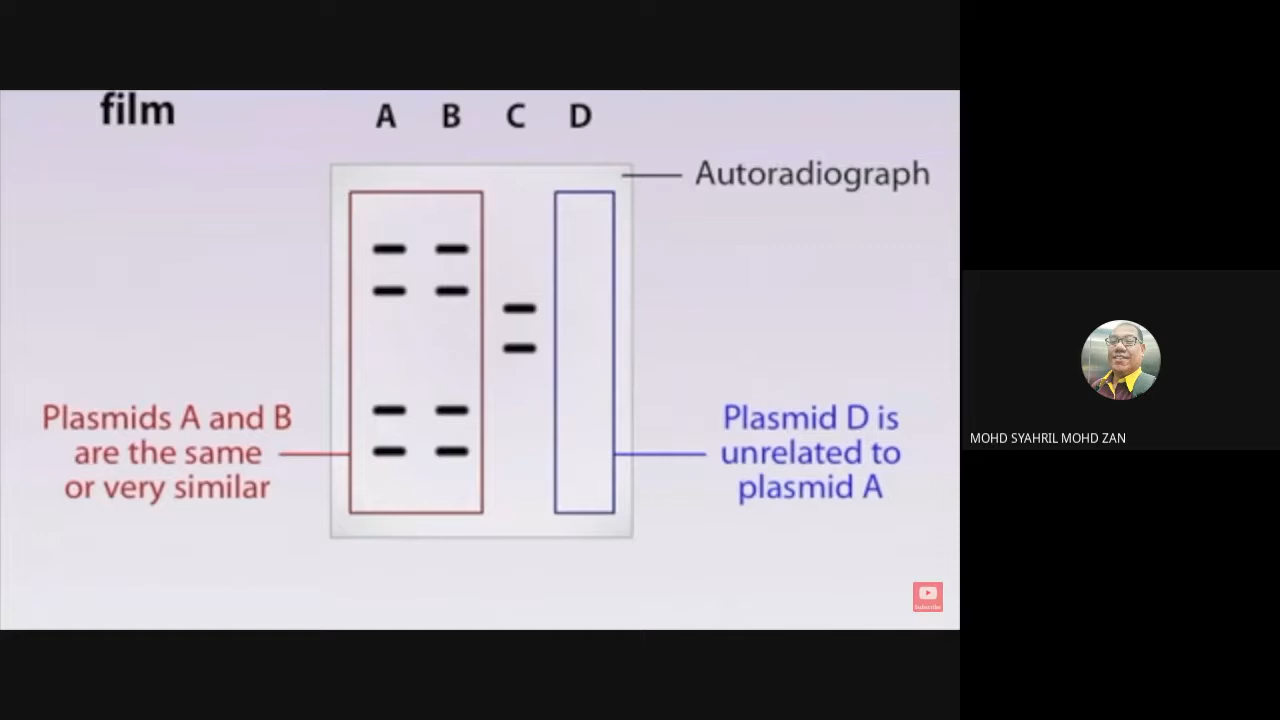 film
A B C D
Autoradiograph
Plasmids A and B
are the same
or very similar
Plasmid D is
unrelated to
plasmid A
Subscribe
MOHD SYAHRIL MOHD ZAN